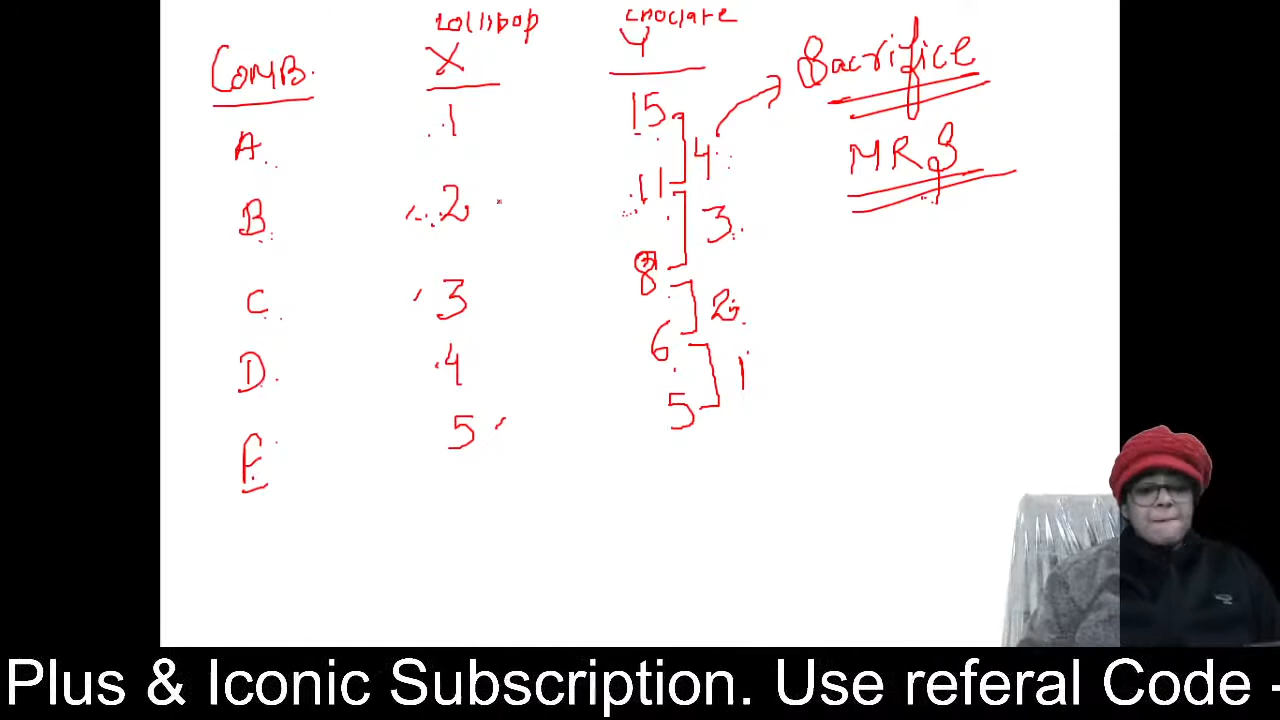 Lollipop choclate
COMB. X Y Sacrifice
A 1 15 4 MRS
B 2 11 3
C 3 8 2
D 4 6 1
E 5 5
Plus & Iconic Subscription. Use referal Code -